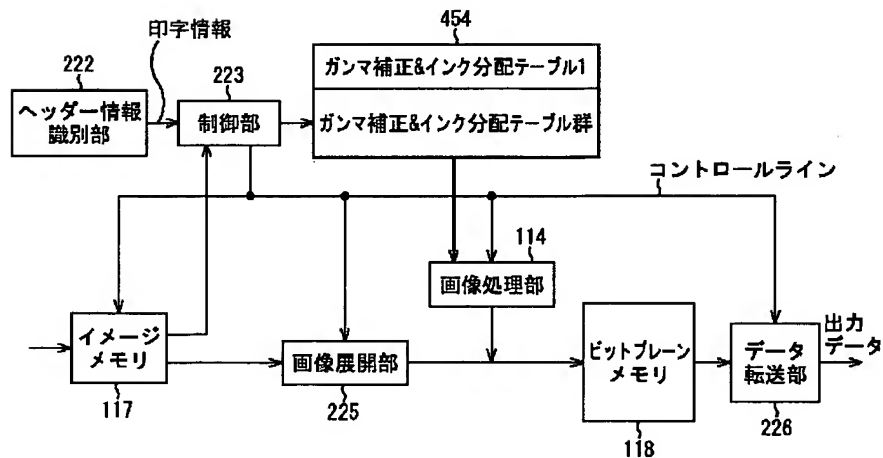 454
印字情報
ガンマ補正&インク分配テーブル1
222
223
ヘッダー情報
識別部
制御部
ガンマ補正&インク分配テーブル群
コントロールライン
114
画像処理部
イメージ
メモリ
画像展開部
ビットプレーン
メモリ
データ
転送部
出力
データ
117
225
118
226